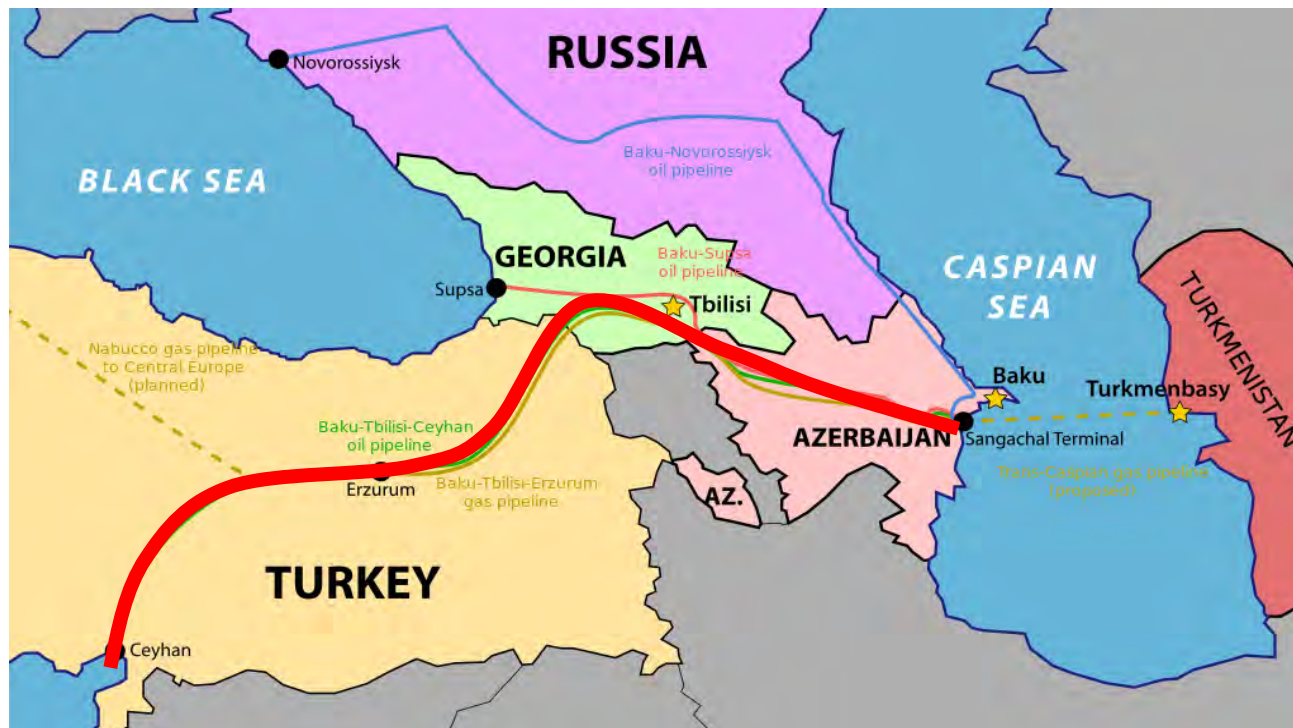 RUSSIA
Novorossiysk
Baku-Novorossiysk
oil pipeline
BLACK SEA
GEORGIA
Baku-Supsa
oil pipeline
CASPIAN
SEA
Supsa
Tbilisi
TURKMENISTAN
Nabucco gas pipeline
to Central Europe
(planned)
Baku
Turkmenbasy
Baku-Tbilisi-Ceyhan
oil pipeline
AZERBAIJAN
Sangachal Terminal
Erzurum
Baku-Tbilisi-Erzurum
gas pipeline
Trans-Caspian gas pipeline
(proposed)
AZ.
TURKEY
Ceyhan